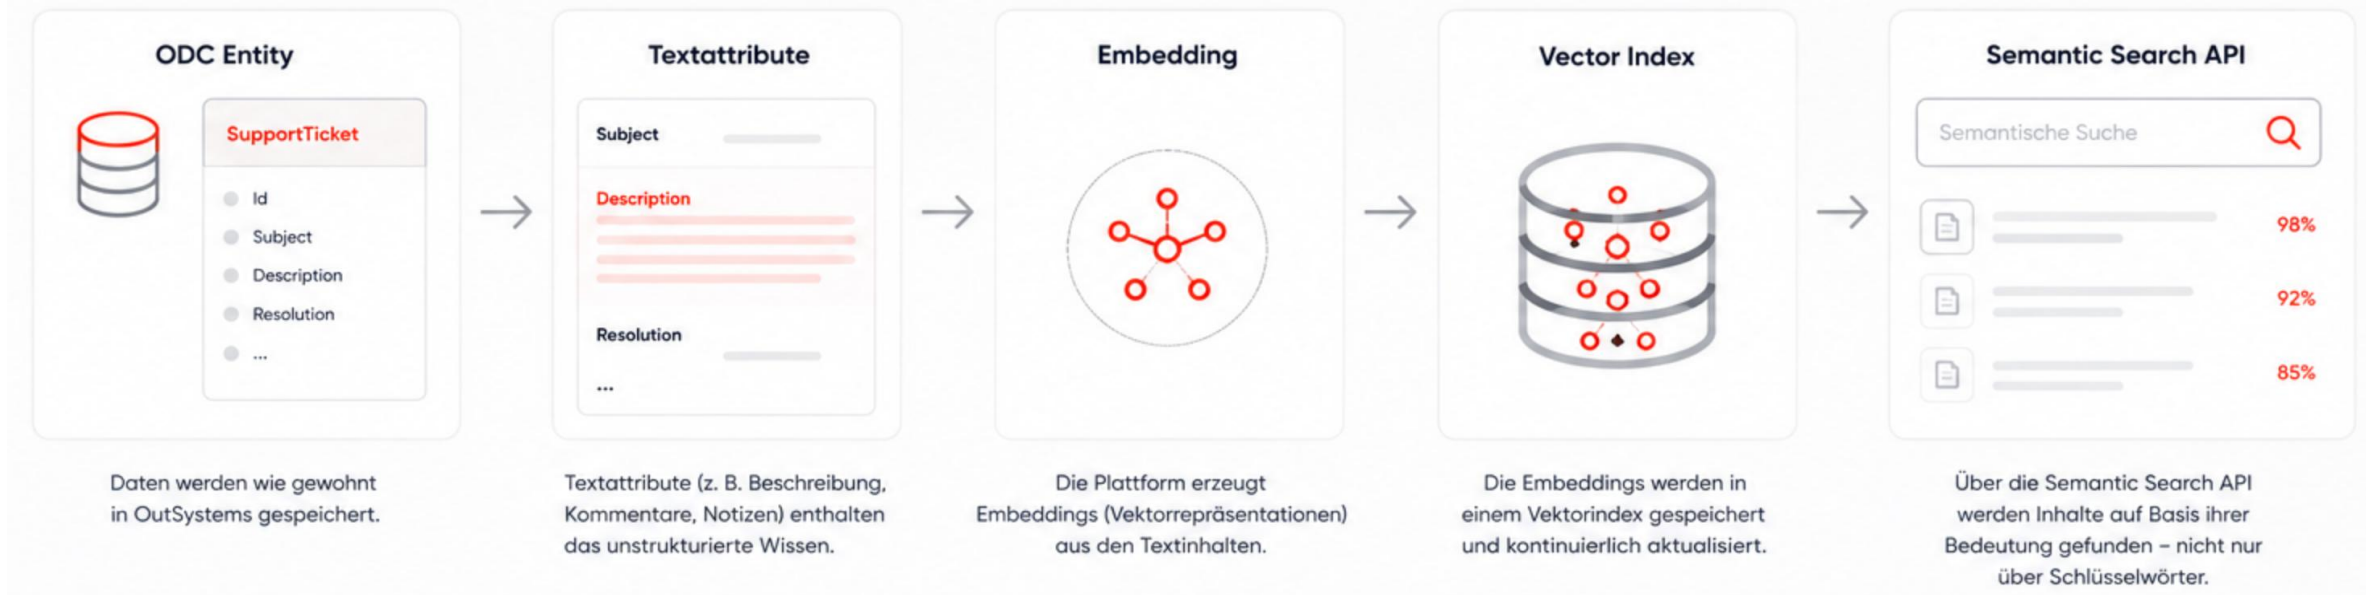 ODC Entity
SupportTicket
Id
Subject
Description
Resolution
...
Daten werden wie gewohnt
in OutSystems gespeichert.
Textattribute
Subject
Description
Resolution
...
Textattribute (z. B. Beschreibung,
Kommentare, Notizen) enthalten
das unstrukturierte Wissen.
Embedding
Die Plattform erzeugt
Embeddings (Vektorrepräsentationen)
aus den Textinhalten.
Vector Index
Die Embeddings werden in
einem Vektorindex gespeichert
und kontinuierlich aktualisiert.
Semantic Search API
Semantische Suche
98%
92%
85%
Über die Semantic Search API
werden Inhalte auf Basis ihrer
Bedeutung gefunden – nicht nur
über Schlüsselwörter.